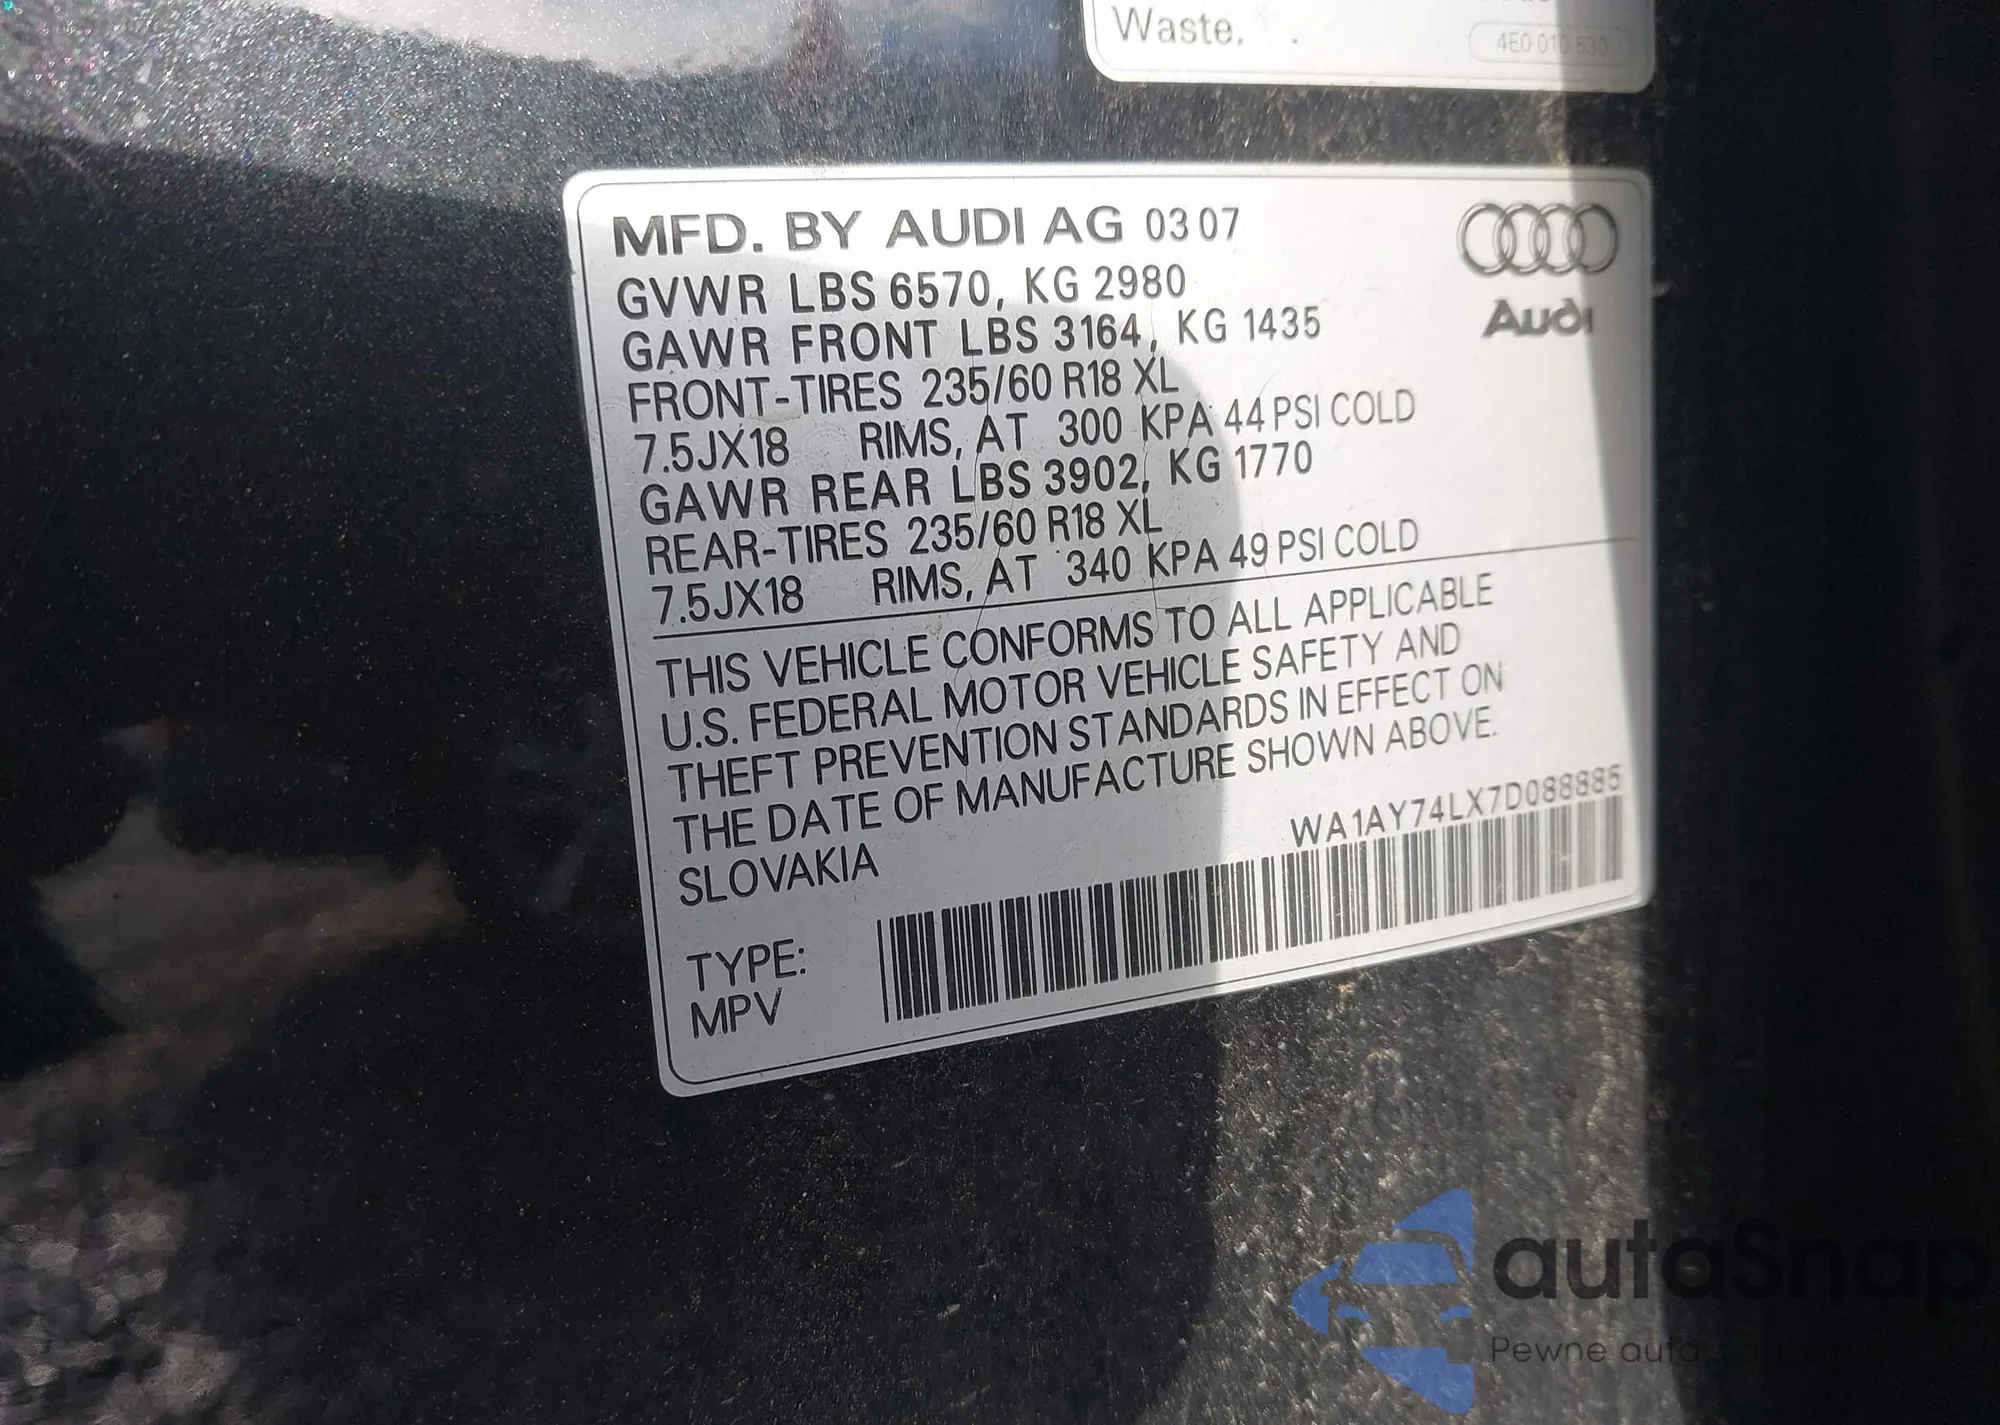 Waste.
4E0 010 530
MFD. BY AUDI AG 03 07
GVWR LBS 6570, KG 2980
GAWR FRONT LBS 3164, KG 1435
FRONT-TIRES 235/60 R18 XL
7.5JX18 RIMS, AT 300 KPA 44 PSI COLD
GAWR REAR LBS 3902, KG 1770
REAR-TIRES 235/60 R18 XL
7.5JX18 RIMS, AT 340 KPA 49 PSI COLD
Audi
THIS VEHICLE CONFORMS TO ALL APPLICABLE
U.S. FEDERAL MOTOR VEHICLE SAFETY AND
THEFT PREVENTION STANDARDS IN EFFECT ON
THE DATE OF MANUFACTURE SHOWN ABOVE.
SLOVAKIA
WA1AY74LX7D088885
TYPE:
MPV
autaSnap
Pewne auta